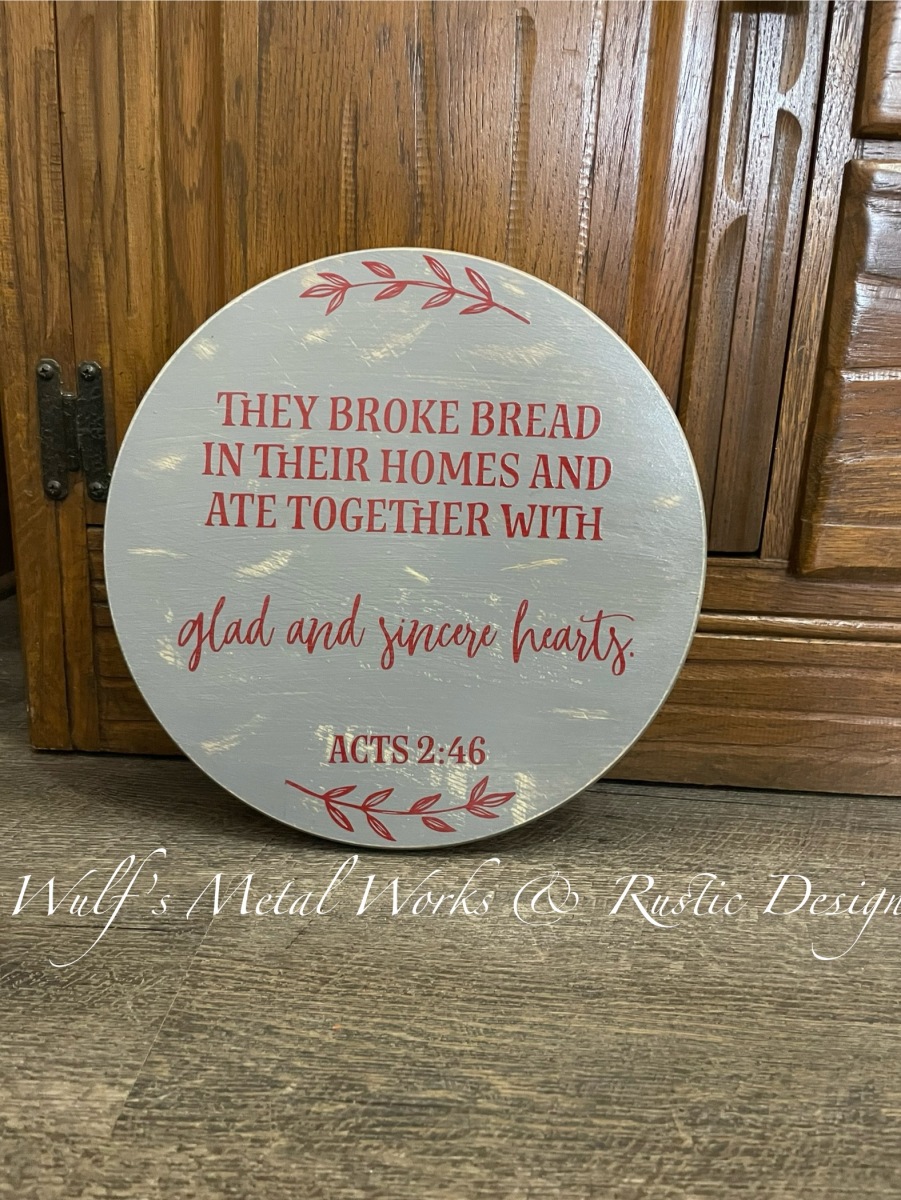 THEY BROKE BREAD
IN THEIR HOMES AND
ATE TOGETHER WITH
glad and sincere hearts.
ACTS 2:46
Wulf's Metal Works & Rustic Design